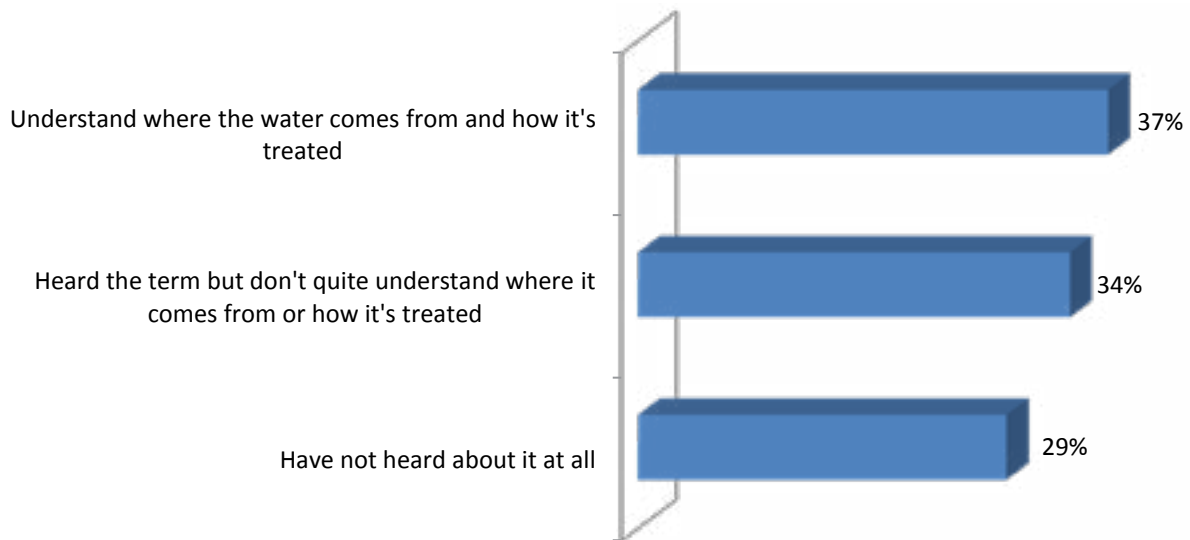 Understand where the water comes from and how it's
treated
37%
Heard the term but don't quite understand where it
comes from or how it's treated
34%
Have not heard about it at all
29%